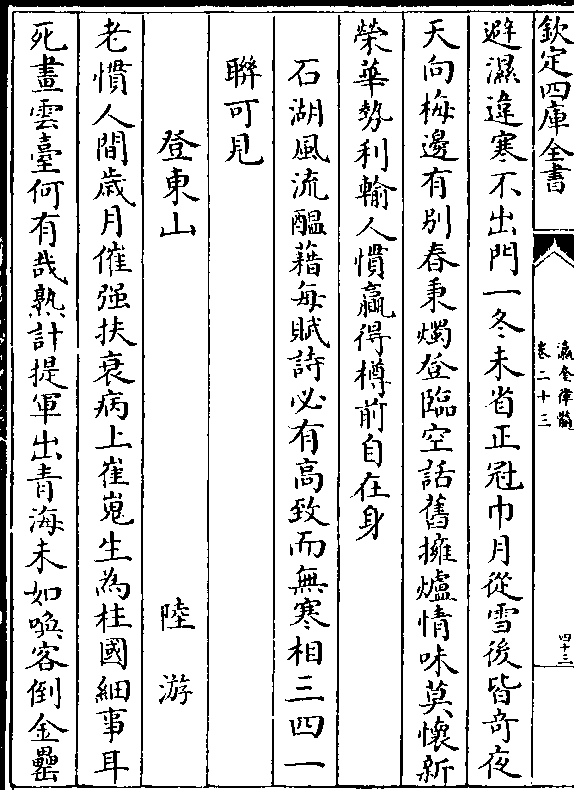 欽定四庫全書
瀛奎律髓
卷二十三
四十三
避濕違寒不出門一冬未省正冠巾月從雪後皆奇夜
天向梅邊有别春秉燭登臨空話舊擁爐情味莫懷新
榮華勢利輸人慣贏得樽前自在身
石湖風流醖藉每賦詩必有高致而無寒相三四一
聯可見
登東山
陸游
老慣人間歲月催强扶衰病上崔嵬生為柱國細事耳
死畫雲臺何有哉熟計提軍出青海未如喚客倒金罍